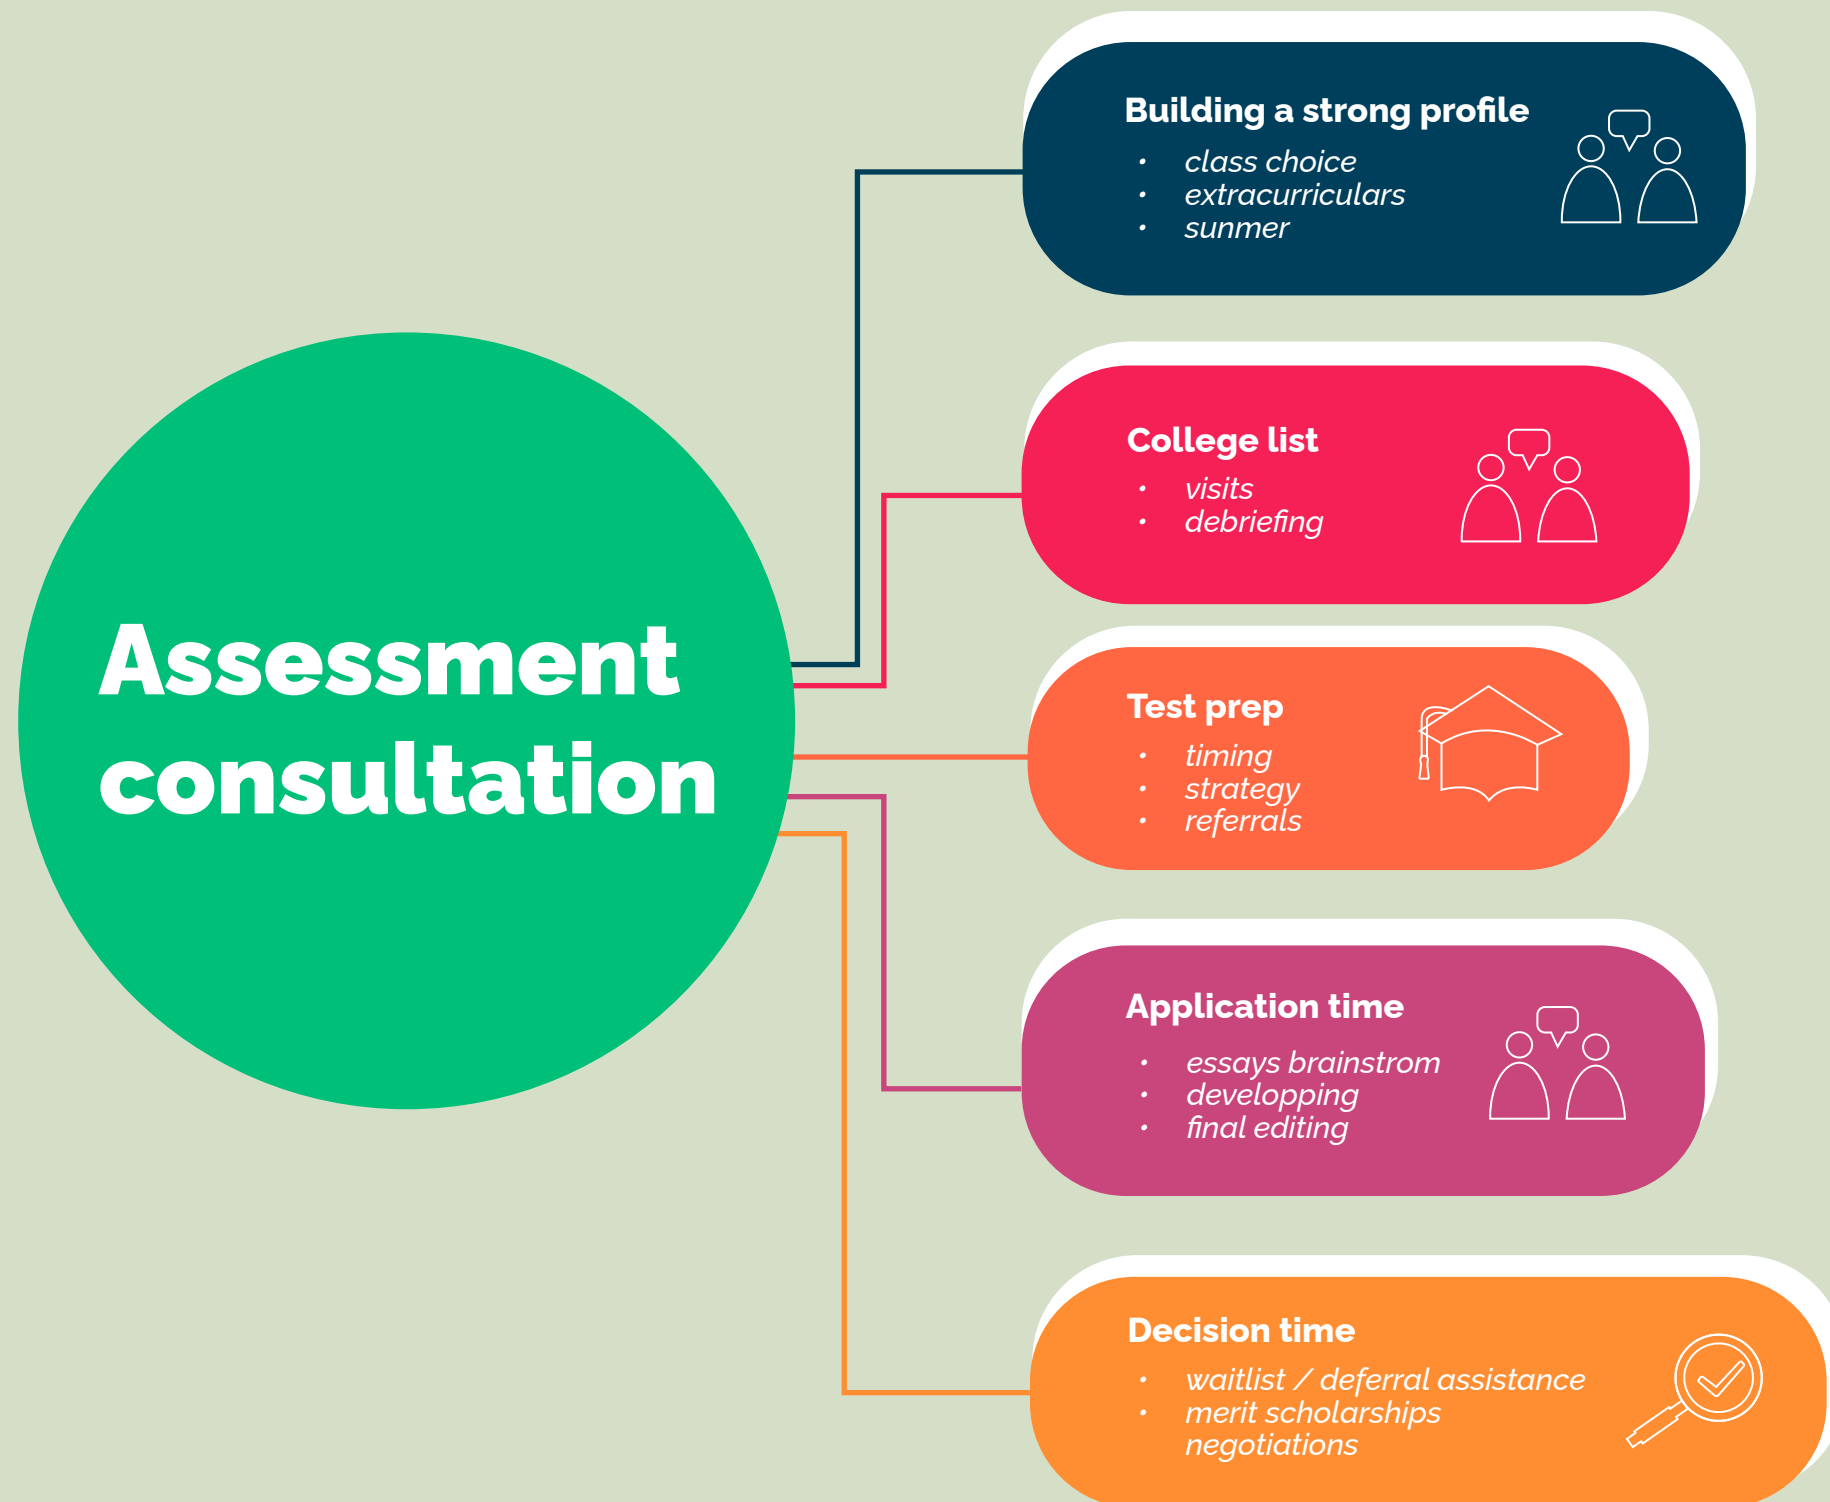 Assessment
consultation
Building a strong profile
• class choice
• extracurriculars
• sunmer
College list
• visits
• debriefing
Test prep
• timing
• strategy
• referrals
Application time
• essays brainstrom
• developping
• final editing
Decision time
• waitlist / deferral assistance
• merit scholarships
negotiations